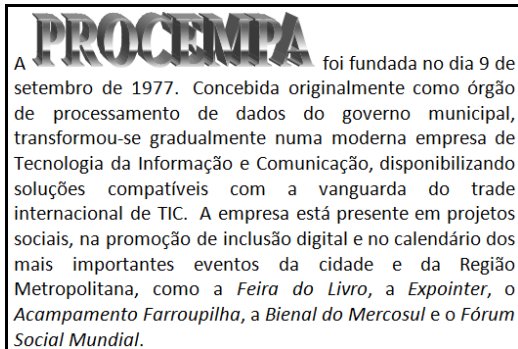 A PROCEMPA foi fundada no dia 9 de
setembro de 1977. Concebida originalmente como órgão
de processamento de dados do governo municipal,
transformou-se gradualmente numa moderna empresa de
Tecnologia da Informação e Comunicação, disponibilizando
soluções compatíveis com a vanguarda do trade
internacional de TIC. A empresa está presente em projetos
sociais, na promoção de inclusão digital e no calendário dos
mais importantes eventos da cidade e da Região
Metropolitana, como a Feira do Livro, a Expointer, o
Acampamento Farroupilha, a Bienal do Mercosul e o Fórum
Social Mundial.